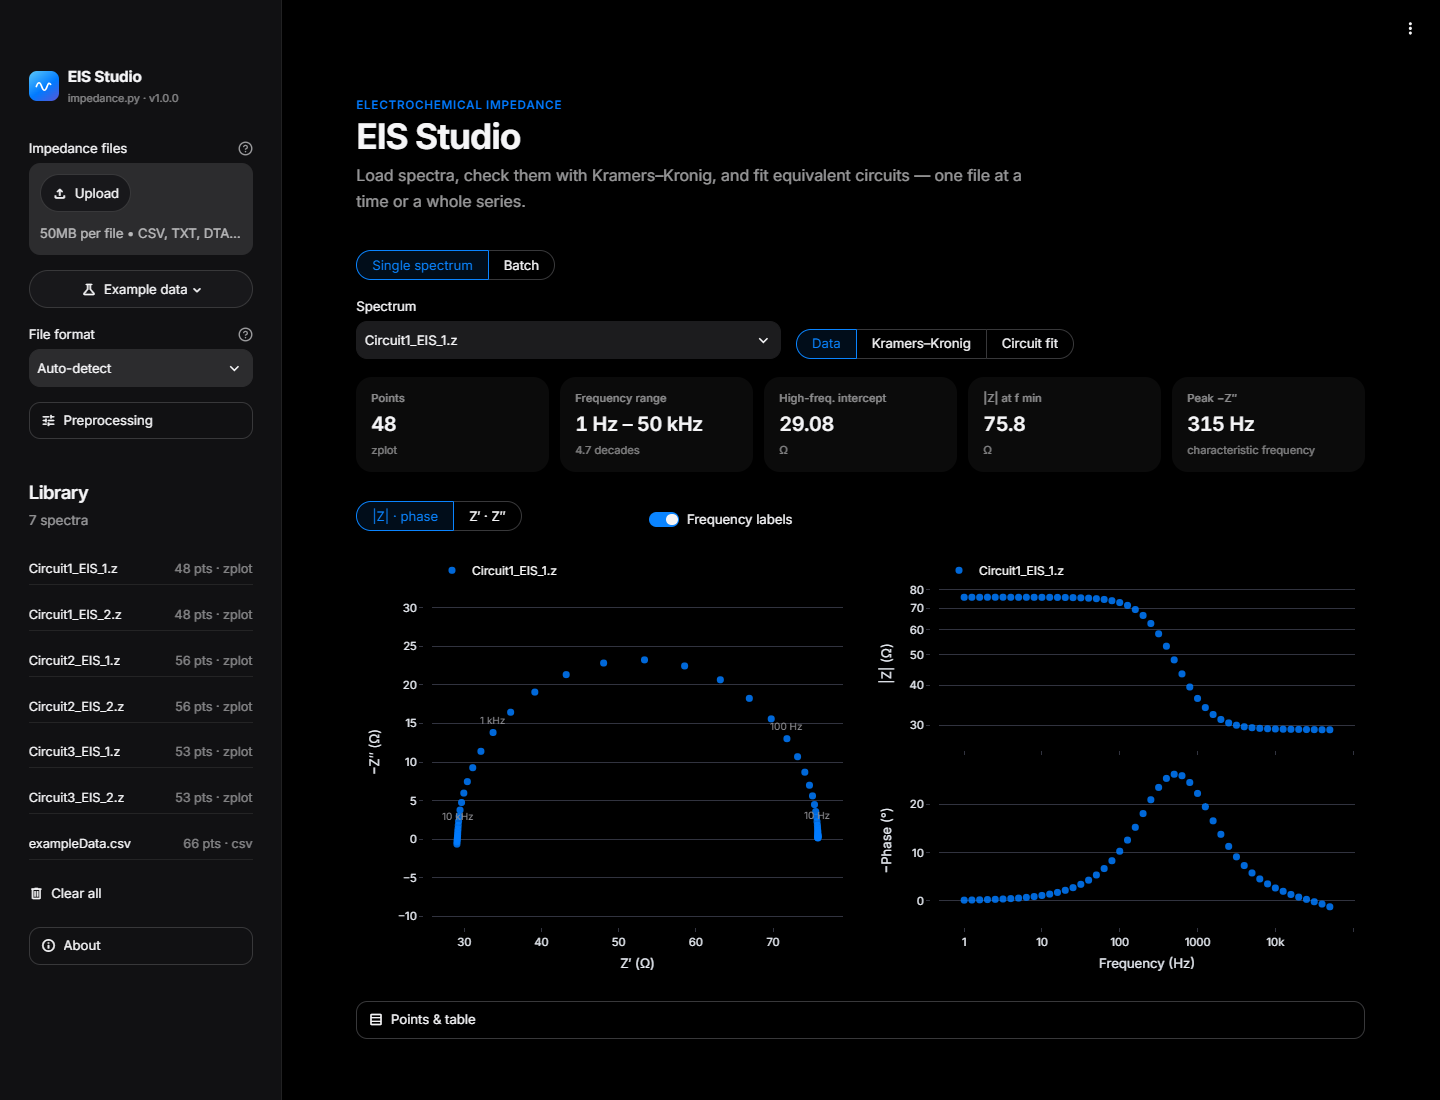 EIS Studio
impedance.py · v1.0.0
Impedance files
Upload
50MB per file • CSV, TXT, DTA...
Example data
File format
Auto-detect
Preprocessing
Library
7 spectra
Circuit1_EIS_1.z 48 pts · zplot
Circuit1_EIS_2.z 48 pts · zplot
Circuit2_EIS_1.z 56 pts · zplot
Circuit2_EIS_2.z 56 pts · zplot
Circuit3_EIS_1.z 53 pts · zplot
Circuit3_EIS_2.z 53 pts · zplot
exampleData.csv 66 pts · csv
Clear all
About
ELECTROCHEMICAL IMPEDANCE
EIS Studio
Load spectra, check them with Kramers–Kronig, and fit equivalent circuits — one file at a
time or a whole series.
Single spectrum Batch
Spectrum
Circuit1_EIS_1.z
Data Kramers–Kronig Circuit fit
Points
48
zplot
Frequency range
1 Hz – 50 kHz
4.7 decades
High-freq. intercept
29.08
Ω
|Z| at f min
75.8
Ω
Peak −Z″
315 Hz
characteristic frequency
|Z| · phase Z′ · Z″
Frequency labels
Circuit1_EIS_1.z
30
25
20
15
10
5
0
−5
−10
−Z″ (Ω)
1 kHz
100 Hz
10 kHz
10 Hz
30 40 50 60 70
Z′ (Ω)
Circuit1_EIS_1.z
80
70
60
50
40
30
|Z| (Ω)
20
10
0
−Phase (°)
1 10 100 1000 10k
Frequency (Hz)
Points & table